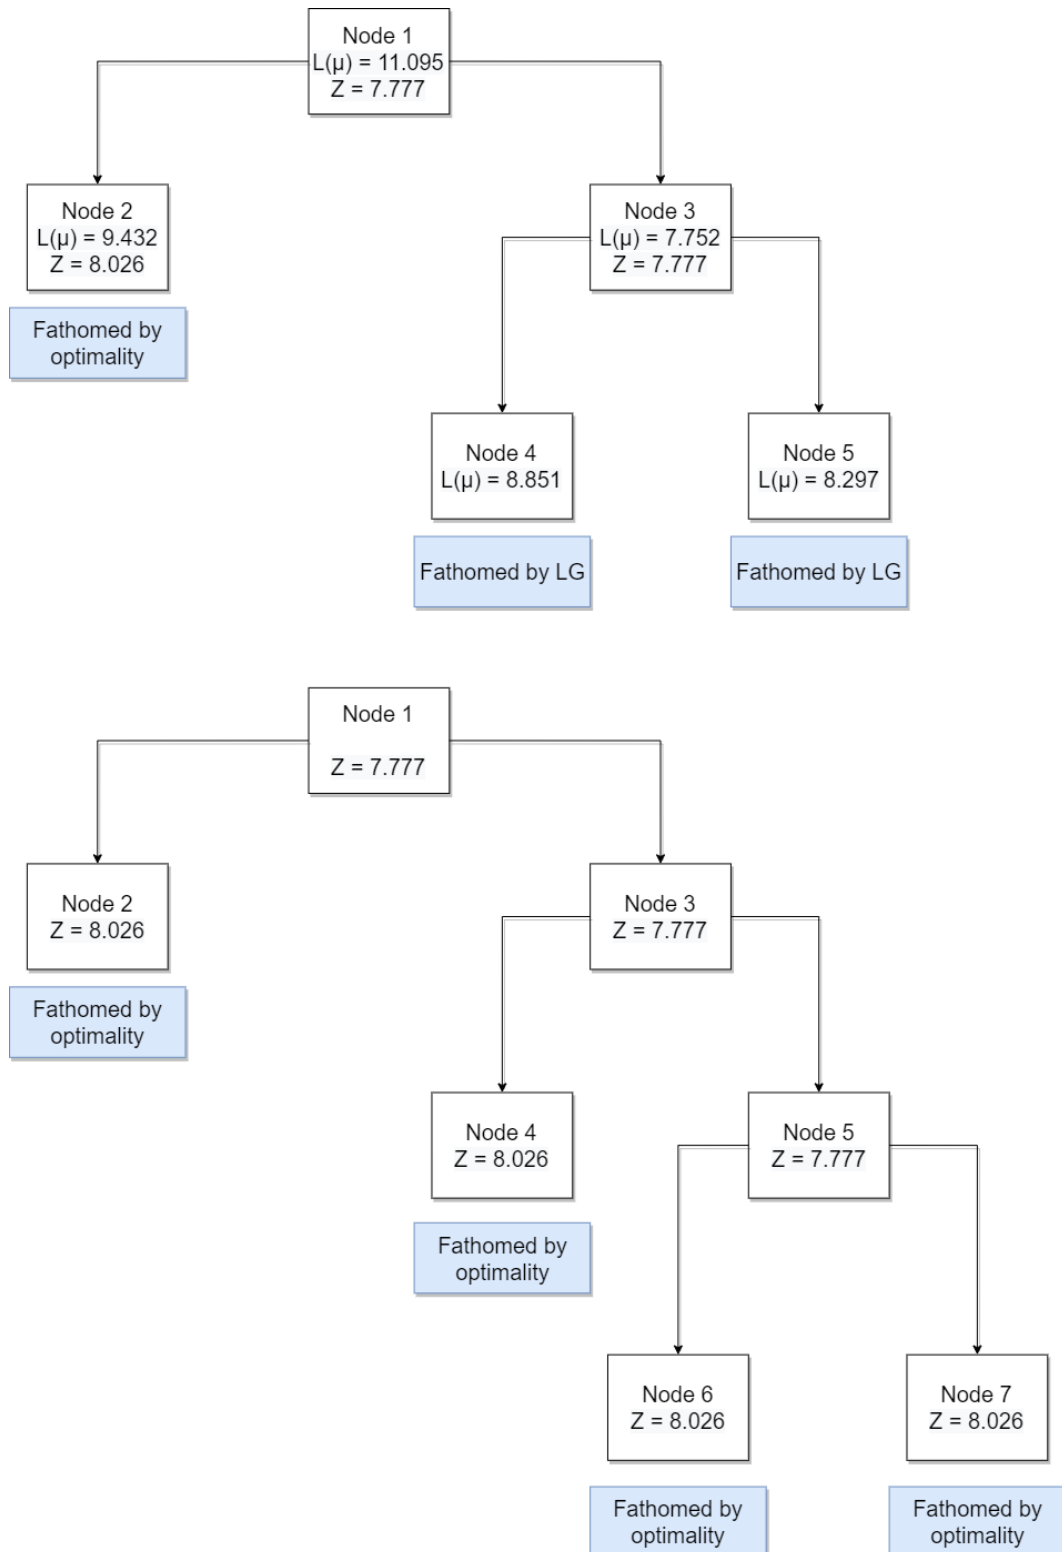 Node 1
L(μ) = 11.095
Z = 7.777
Node 2
L(μ) = 9.432
Z = 8.026
Node 3
L(μ) = 7.752
Z = 7.777
Fathomed by
optimality
Node 4
L(μ) = 8.851
Node 5
L(μ) = 8.297
Fathomed by LG
Fathomed by LG
Node 1
Z = 7.777
Node 2
Z = 8.026
Node 3
Z = 7.777
Fathomed by
optimality
Node 4
Z = 8.026
Node 5
Z = 7.777
Fathomed by
optimality
Node 6
Z = 8.026
Node 7
Z = 8.026
Fathomed by
optimality
Fathomed by
optimality